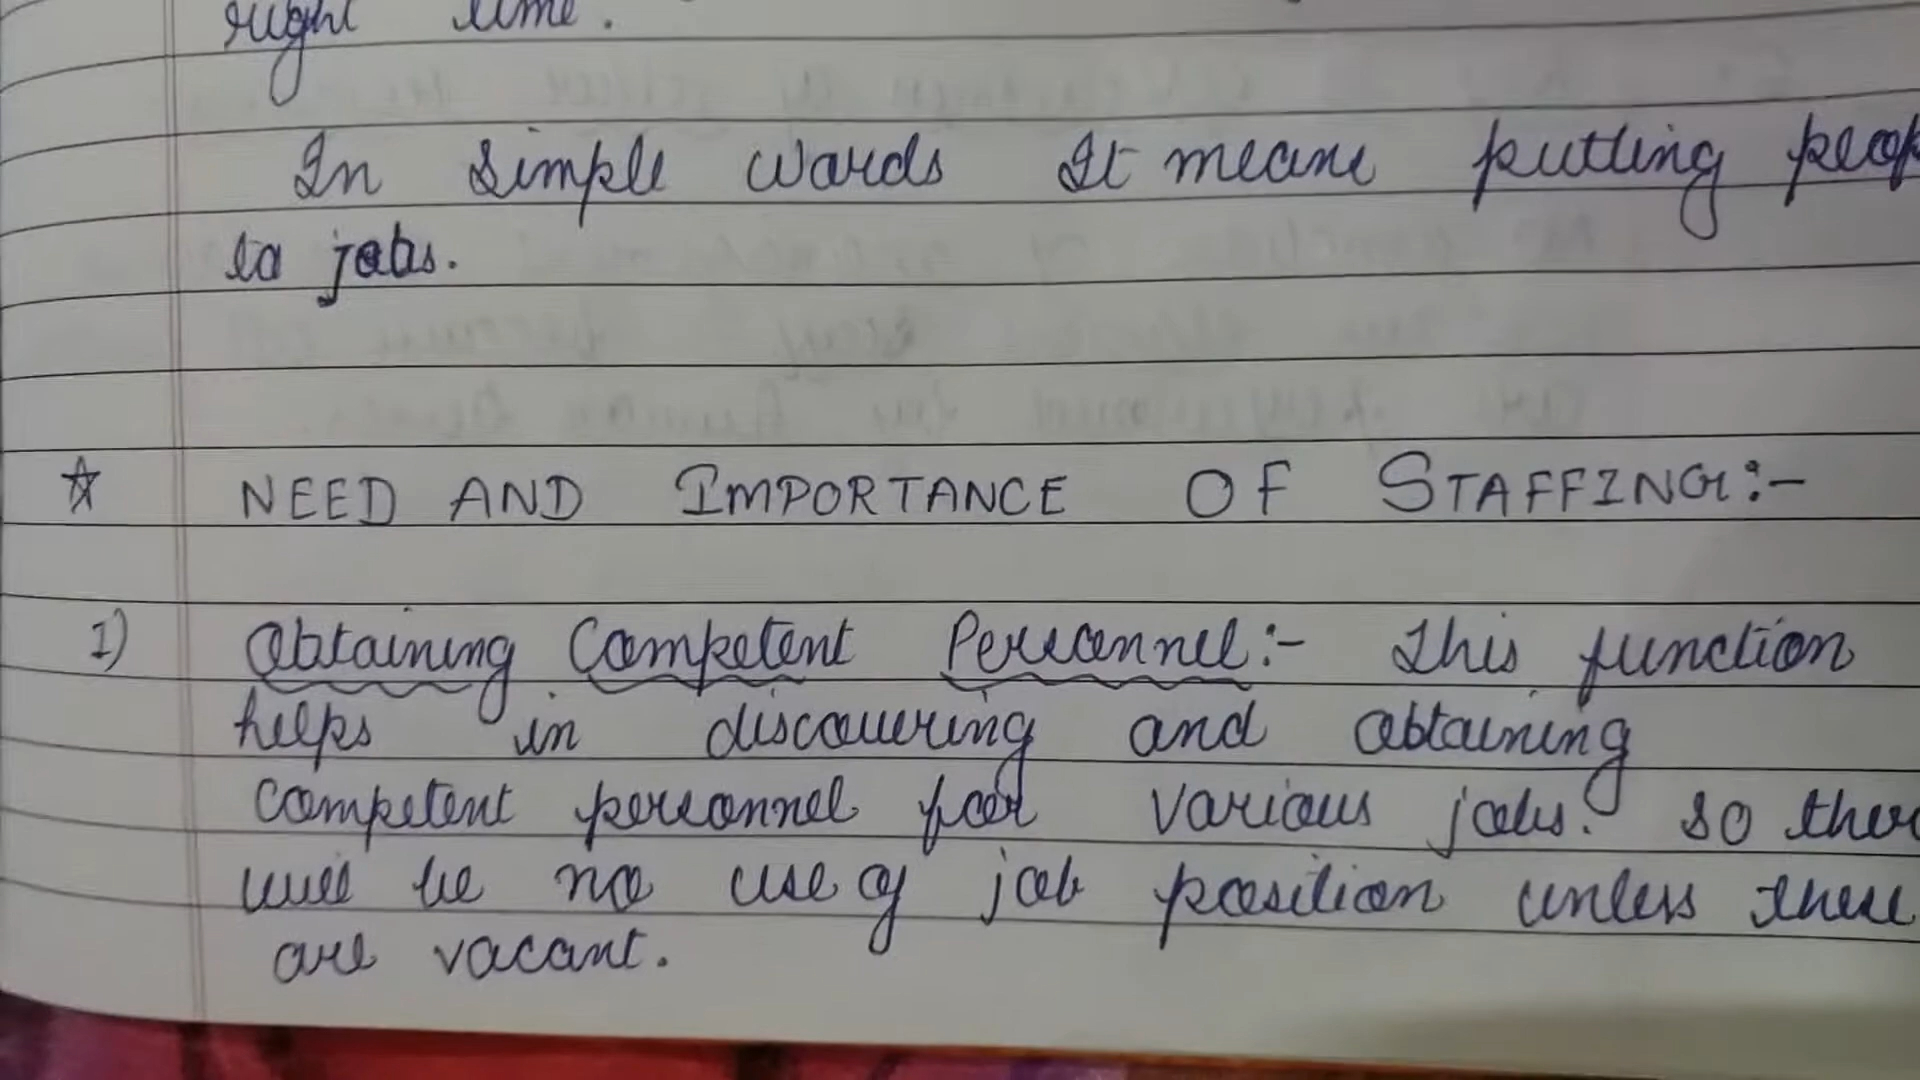 right time.
In simple words It means putting peop
to jobs.
☆ NEED AND IMPORTANCE OF STAFFING:-
1) Obtaining Competent Personnel:- This function
helps in discovering and obtaining
competent personnel for various jobs. so ther
will be no use of job position unless there
are vacant.